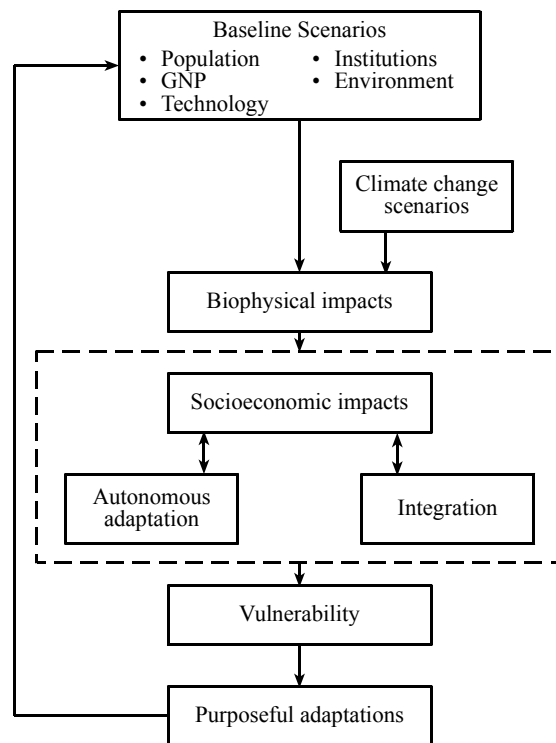 Baseline Scenarios
• Population
• GNP
• Technology
• Institutions
• Environment
Climate change
scenarios
Biophysical impacts
Socioeconomic impacts
Autonomous
adaptation
Integration
Vulnerability
Purposeful adaptations